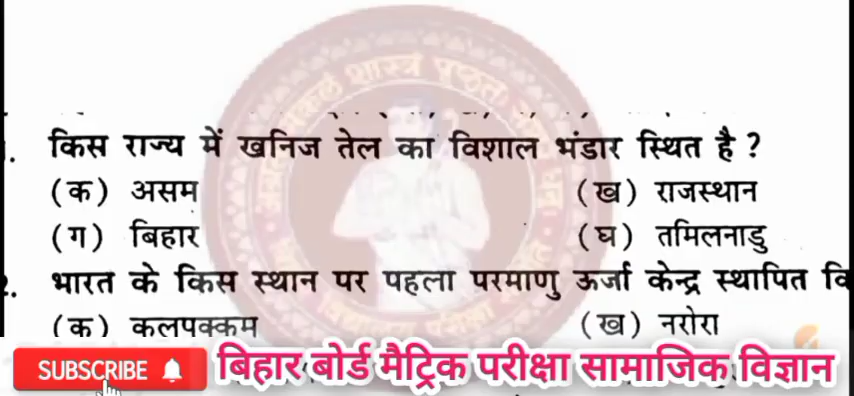 किस राज्य में खनिज तेल का विशाल भंडार स्थित है ?
(क) असम (ख) राजस्थान
(ग) बिहार (घ) तमिलनाडु
भारत के किस स्थान पर पहला परमाणु ऊर्जा केन्द्र स्थापित
(क) कलपक्कम (ख) नरोरा
SUBSCRIBE बिहार बोर्ड मैट्रिक परीक्षा सामाजिक विज्ञान